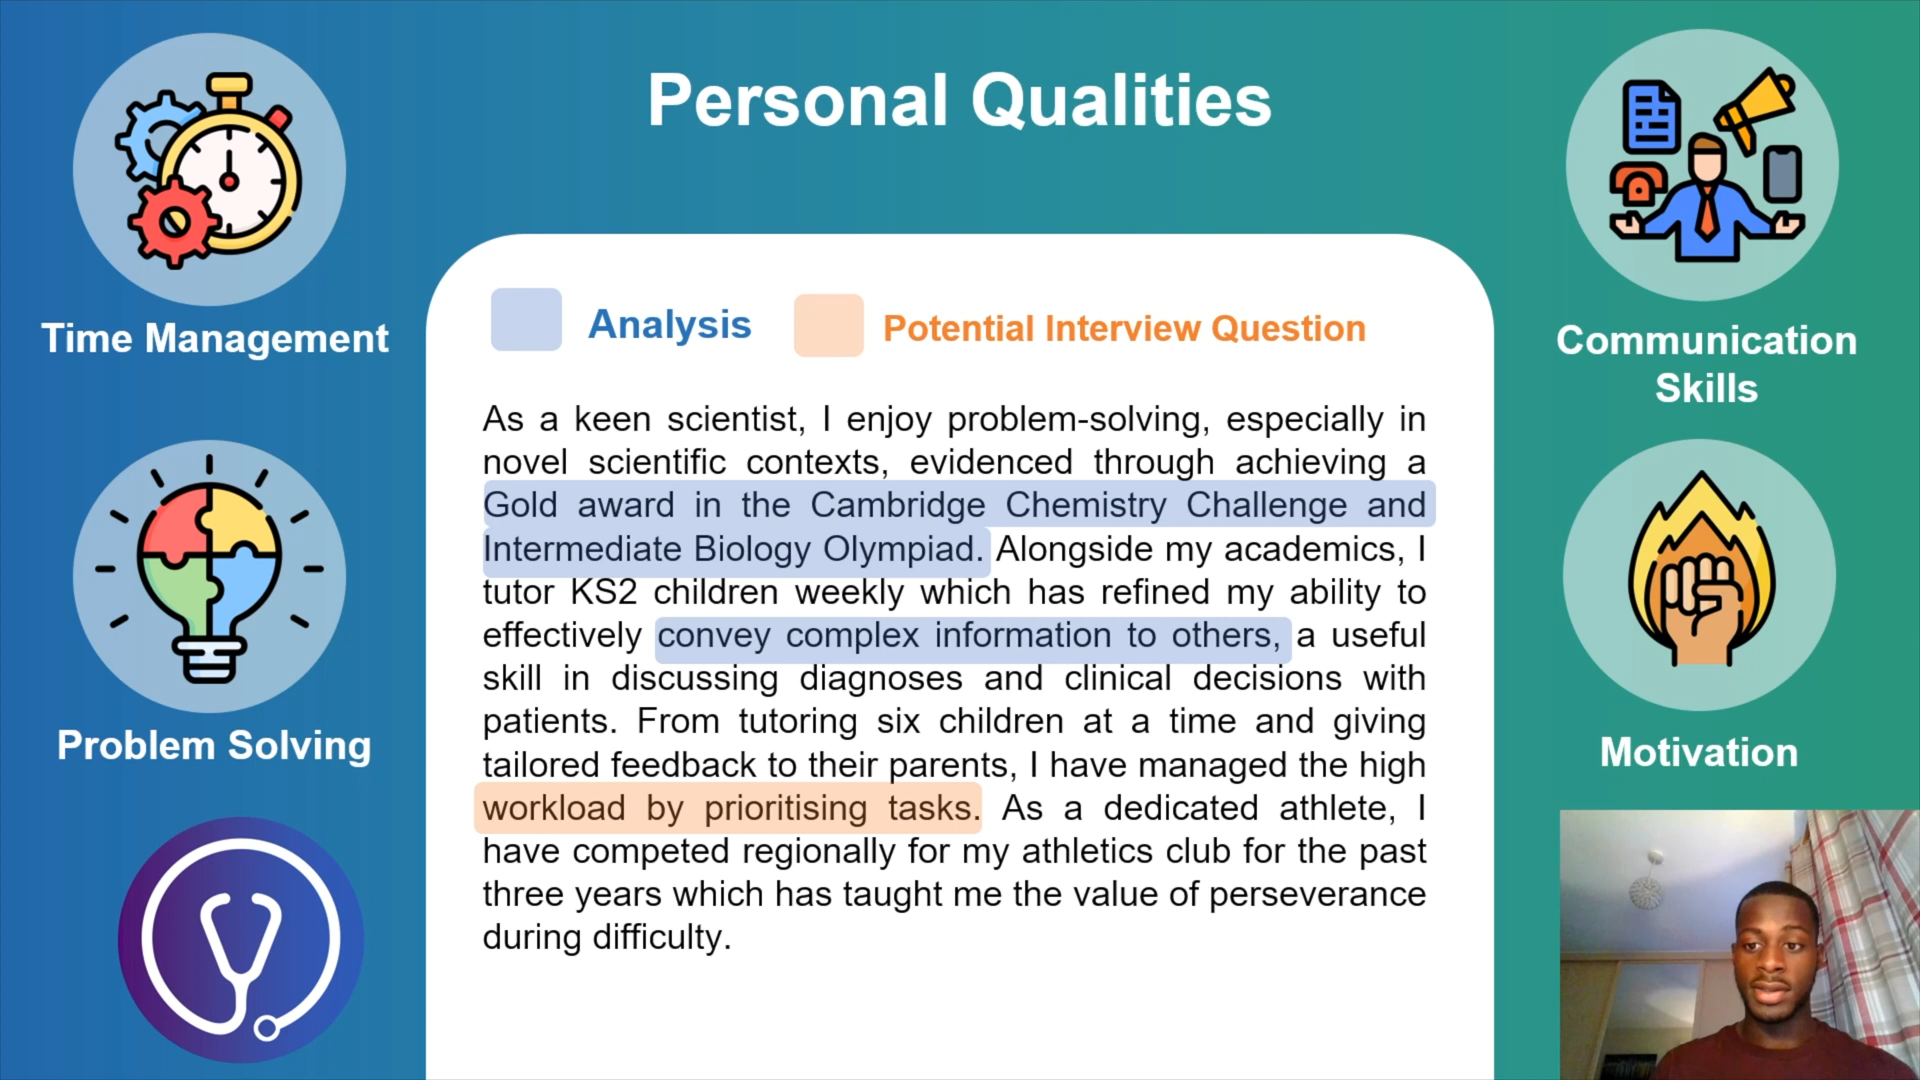 Personal Qualities
Time Management
Problem Solving
Analysis
Potential Interview Question
As a keen scientist, I enjoy problem-solving, especially in
novel scientific contexts, evidenced through achieving a
Gold award in the Cambridge Chemistry Challenge and
Intermediate Biology Olympiad. Alongside my academics, I
tutor KS2 children weekly which has refined my ability to
effectively convey complex information to others, a useful
skill in discussing diagnoses and clinical decisions with
patients. From tutoring six children at a time and giving
tailored feedback to their parents, I have managed the high
workload by prioritising tasks. As a dedicated athlete, I
have competed regionally for my athletics club for the past
three years which has taught me the value of perseverance
during difficulty.
Communication
Skills
Motivation